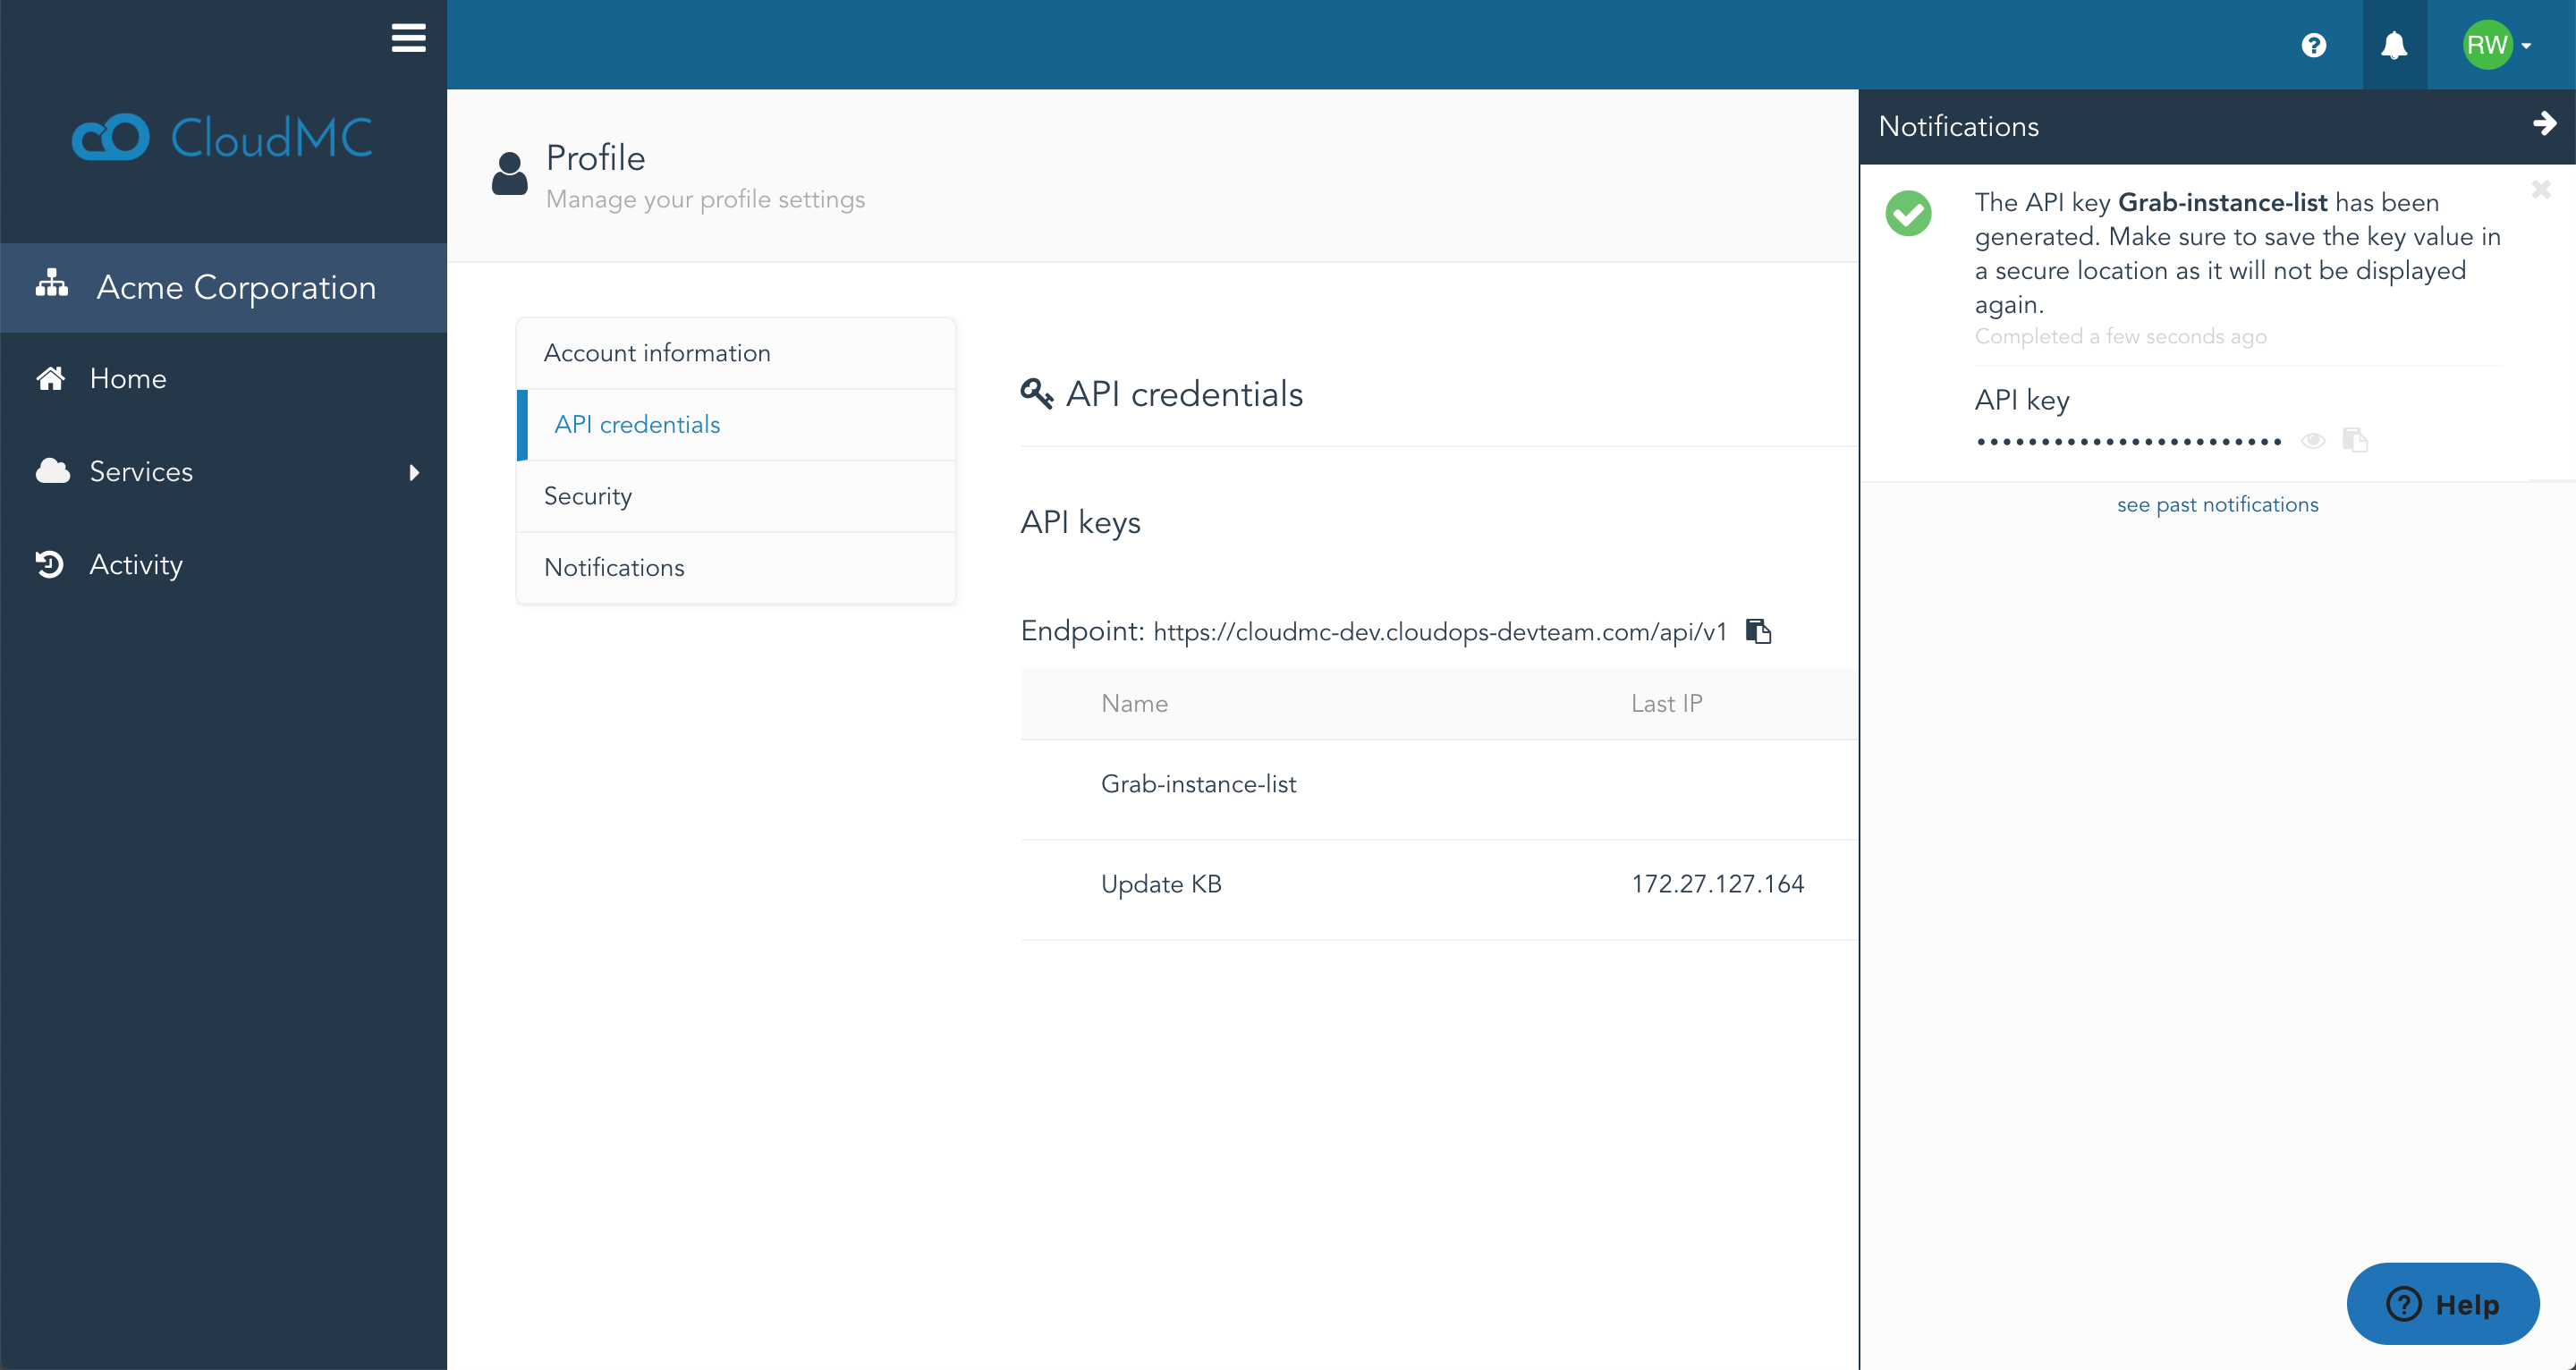 CloudMC
Acme Corporation
Home
Services
Activity
RW
Profile
Manage your profile settings
Account information
API credentials
Security
Notifications
API credentials
API keys
Endpoint: https://cloudmc-dev.cloudops-devteam.com/api/v1
Name Last IP
Grab-instance-list
Update KB 172.27.127.164
Notifications
The API key Grab-instance-list has been
generated. Make sure to save the key value in
a secure location as it will not be displayed
again.
Completed a few seconds ago
API key
••••••••••••••••••••••••
see past notifications
Help